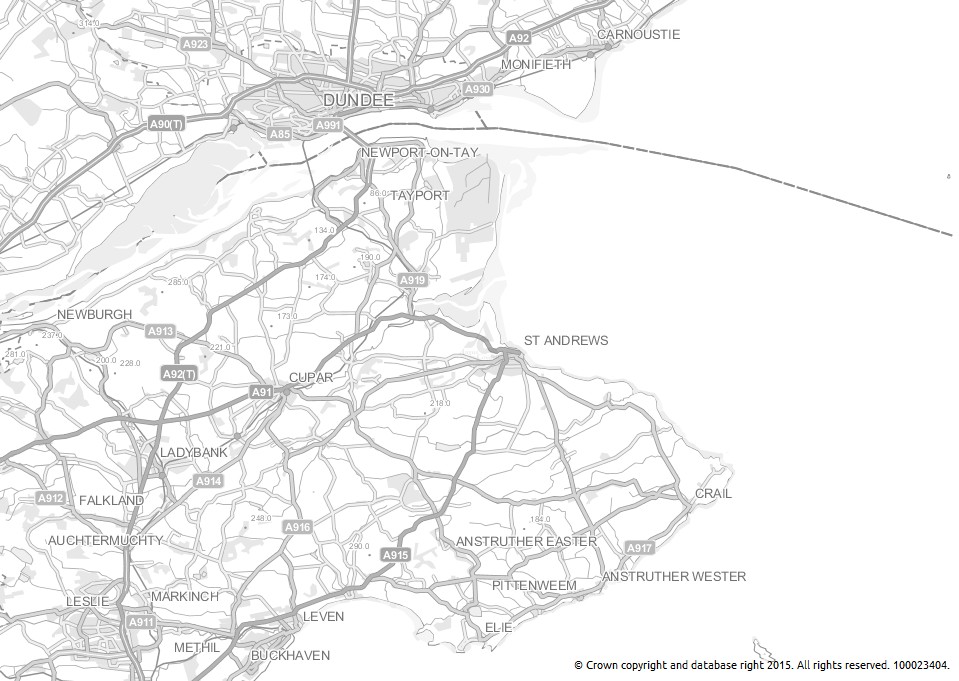 314.0
CARNOUSTIE
A92
A923
MONIFIETH
A930
DUNDEE
A90(T)
A991
A85
NEWPORT-ON-TAY
86.0
TAYPORT
134.0
190.0
174.0
A919
285.0
NEWBURGH
173.0
A913
237.0
ST ANDREWS
221.0
281.0
200.0
228.0
A92(T)
CUPAR
A91
218.0
LADYBANK
A914
CRAIL
A912
FALKLAND
248.0
184.0
A916
AUCHTERMUCHTY
ANSTRUTHER EASTER
290.0
A917
A915
ANSTRUTHER WESTER
PITTENWEEM
MARKINCH
LESLIE
LEVEN
A911
ELIE
METHIL
BUCKHAVEN
© Crown copyright and database right 2015. All rights reserved. 100023404.